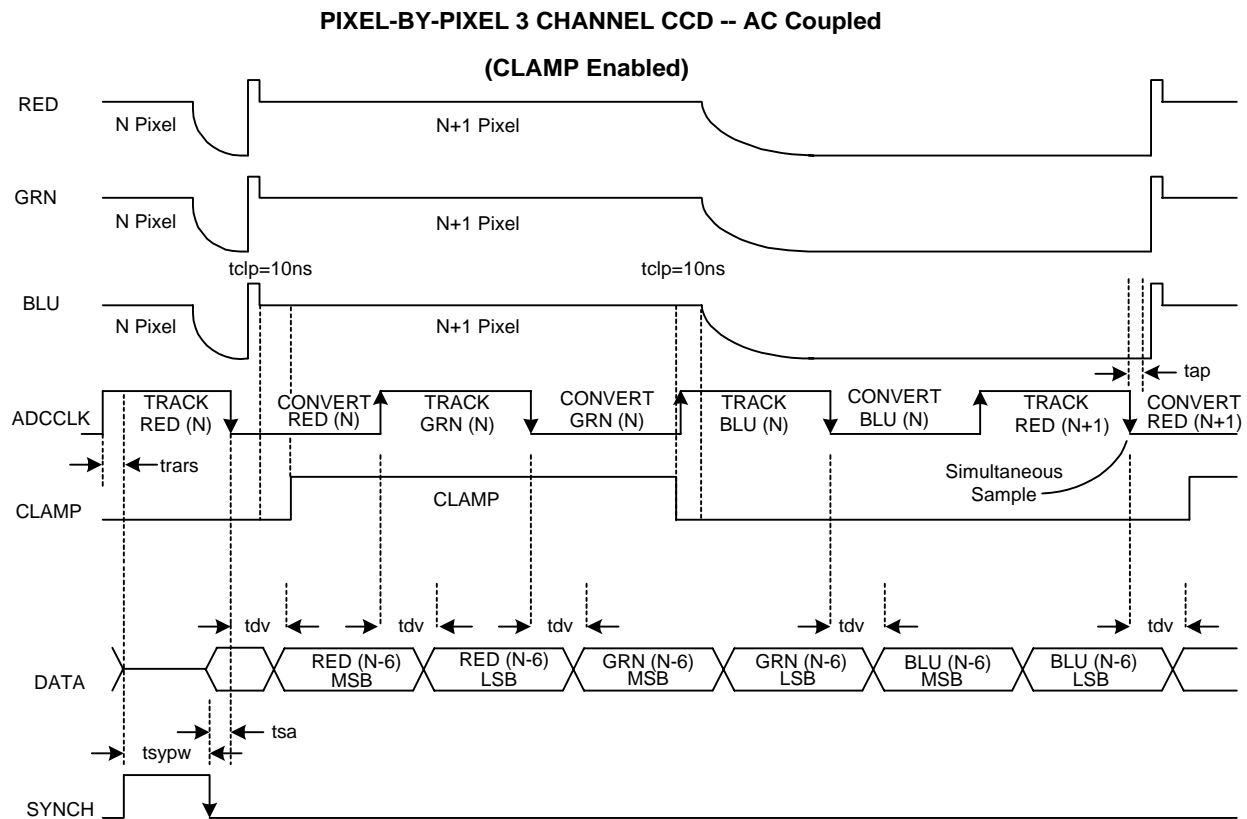 PIXEL-BY-PIXEL 3 CHANNEL CCD -- AC Coupled
(CLAMP Enabled)
RED
N Pixel
N+1 Pixel
GRN
N Pixel
N+1 Pixel
tclp=10ns
tclp=10ns
BLU
N Pixel
N+1 Pixel
tap
ADCCLK
TRACK
RED (N)
CONVERT
RED (N)
TRACK
GRN (N)
CONVERT
GRN (N)
TRACK
BLU (N)
CONVERT
BLU (N)
TRACK
RED (N+1)
CONVERT
RED (N+1)
trars
Simultaneous
Sample
CLAMP
CLAMP
tdv
tdv
tdv
tdv
tdv
DATA
RED (N-6)
MSB
RED (N-6)
LSB
GRN (N-6)
MSB
GRN (N-6)
LSB
BLU (N-6)
MSB
BLU (N-6)
LSB
tsa
tsypw
SYNCH